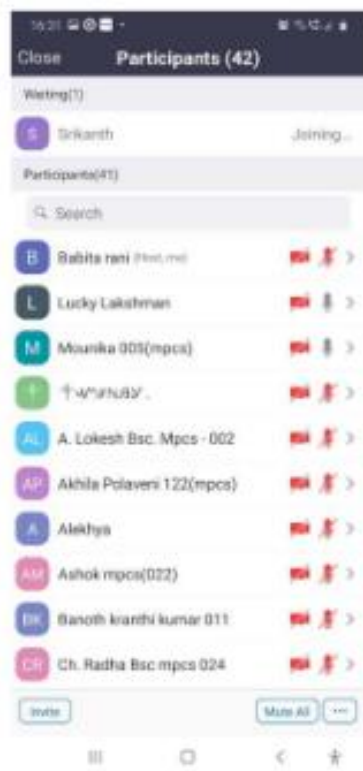 16:21
Close Participants (42)
Waiting(1)
S Srikanth Joining...
Participants(41)
Search
B Babita rani (Host, me)
L Lucky Lakshman
M Mounika 005(mpcs)
AL A. Lokesh Bsc. Mpcs - 002
AP Akhila Polaveni 122(mpcs)
A Alekhya
AM Ashok mpcs(022)
BK Banoth kranthi kumar 011
CR Ch. Radha Bsc mpcs 024
Invite Mute All ...